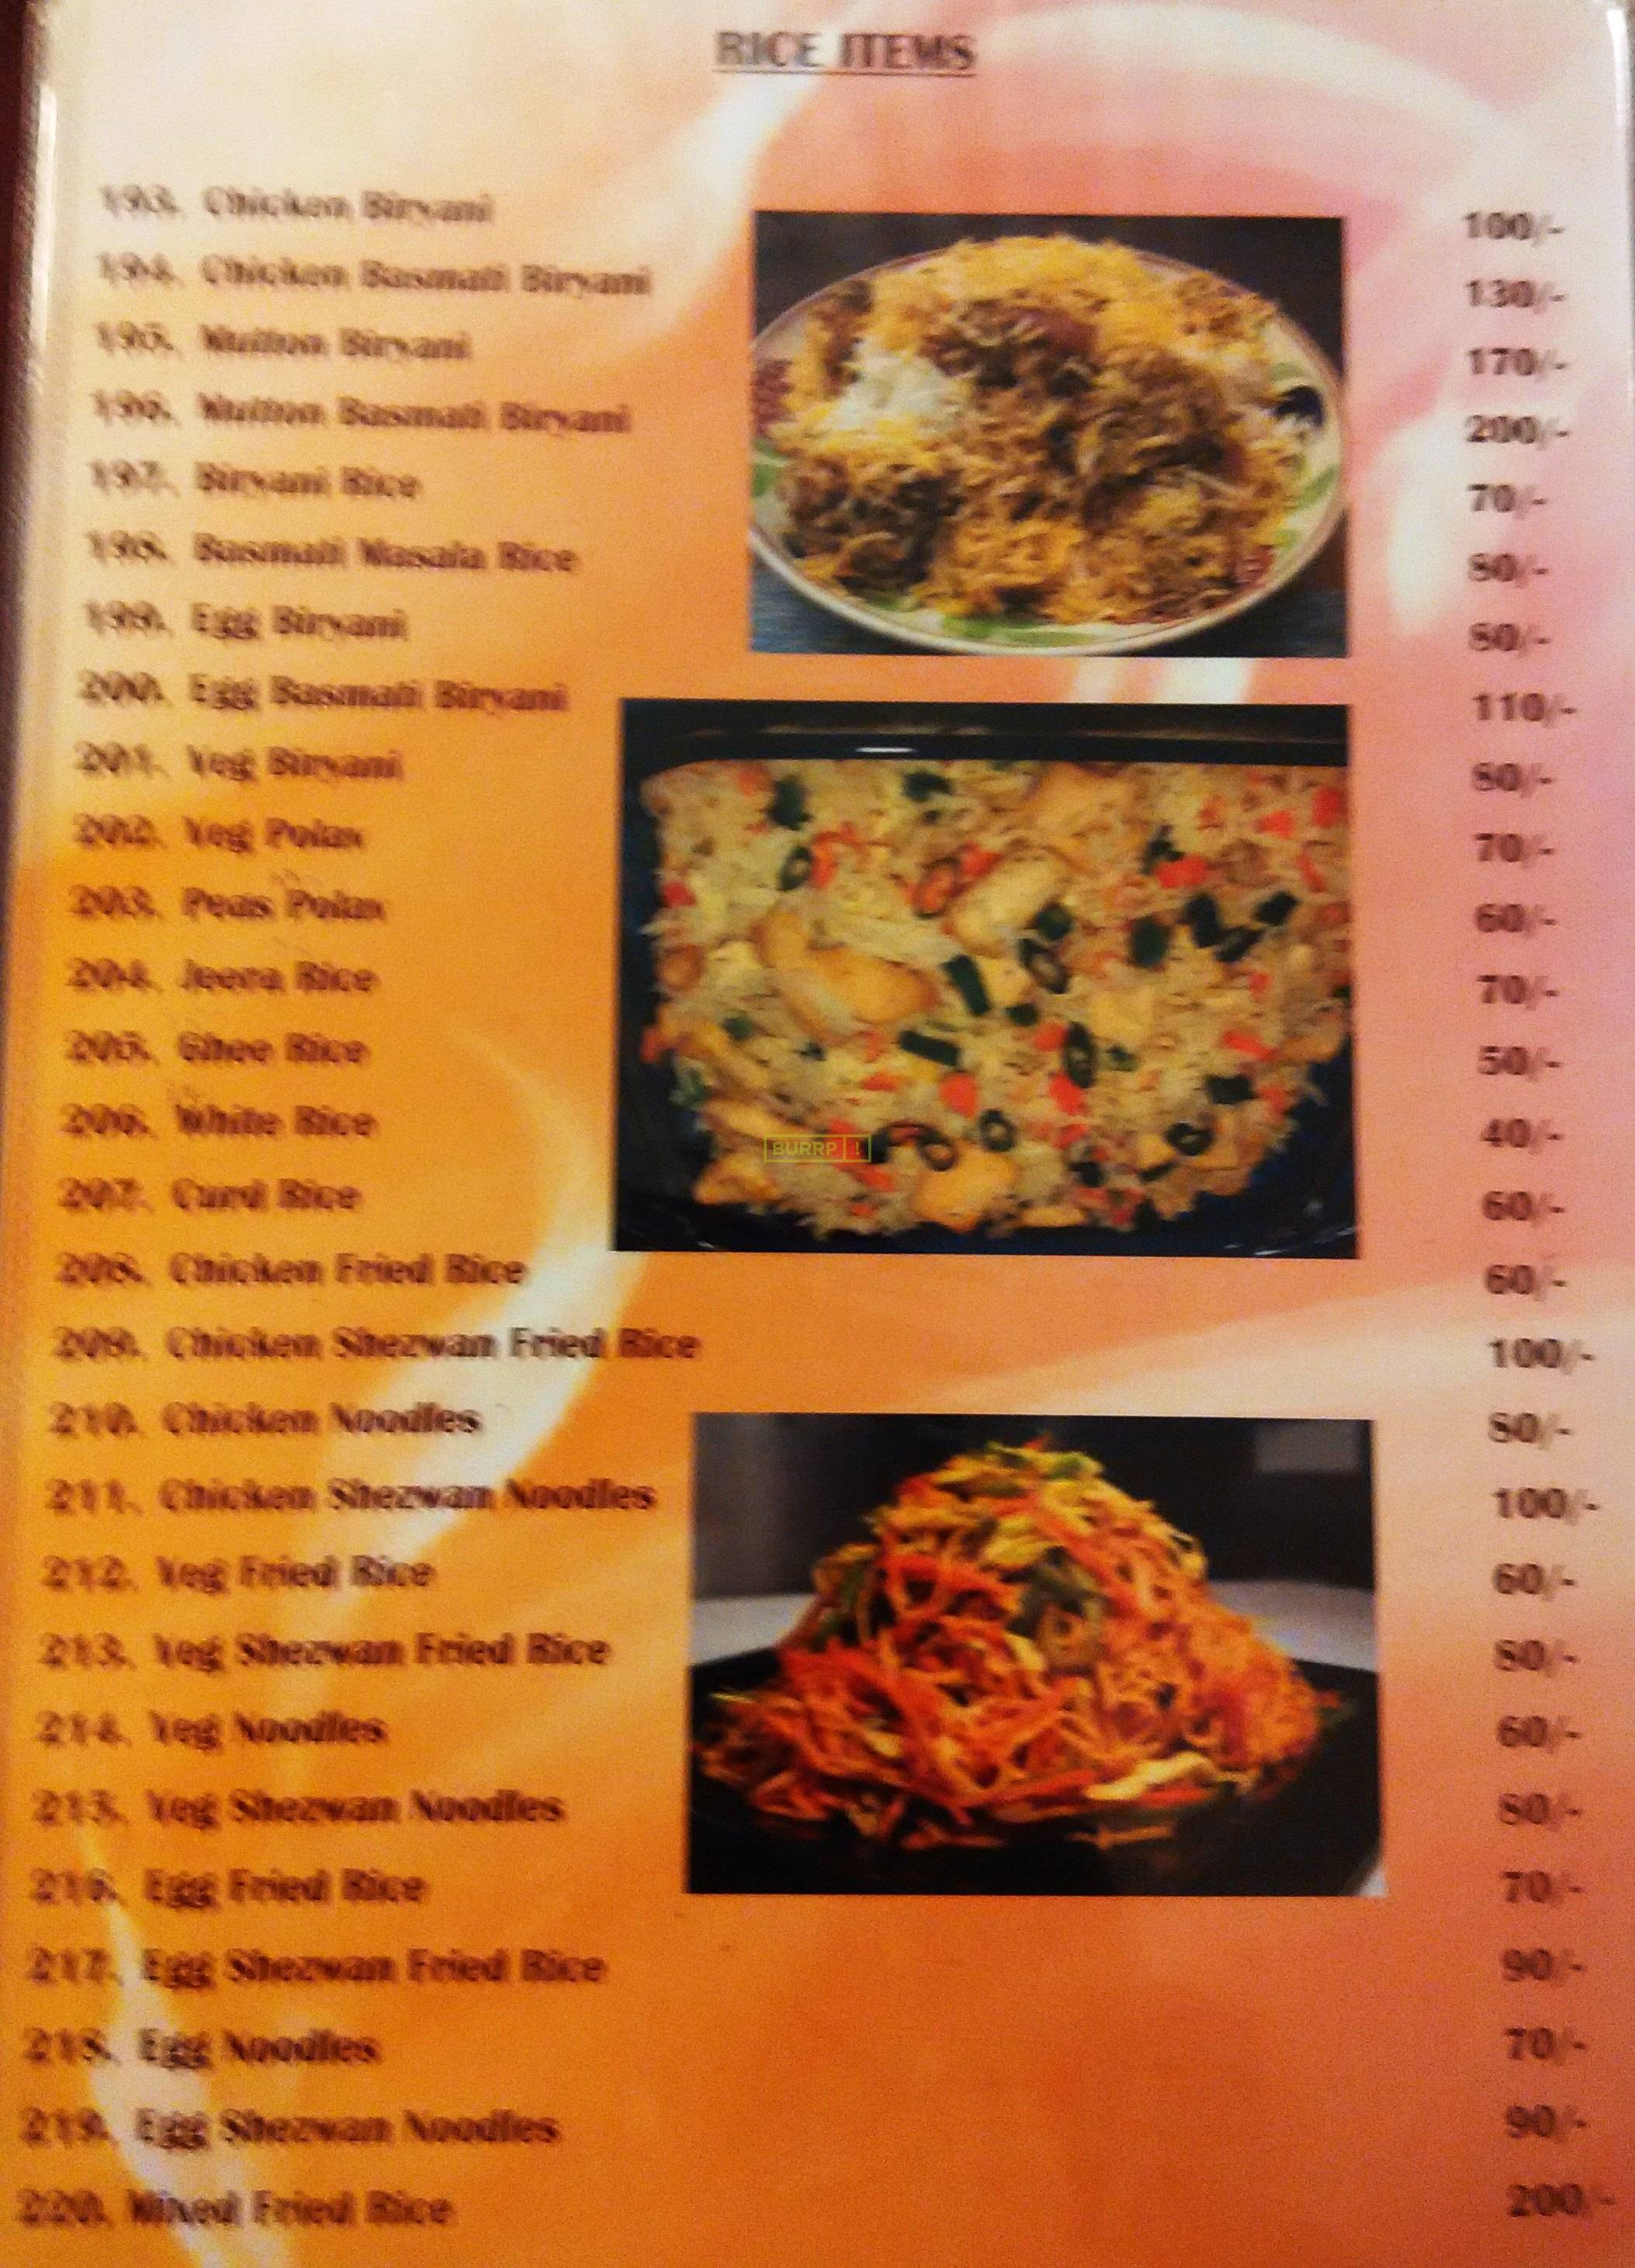 RICE ITEMS
193. Chicken Biryani 100/-
194. Chicken Basmati Biryani 130/-
195. Mutton Biryani 170/-
196. Mutton Basmati Biryani 200/-
197. Biryani Rice 70/-
198. Basmati Masala Rice 80/-
199. Egg Biryani 80/-
200. Egg Basmati Biryani 110/-
201. Veg Biryani 80/-
202. Veg Polav 70/-
203. Peas Polav 60/-
204. Jeera Rice 70/-
205. Ghee Rice 50/-
206. White Rice 40/-
BURRP!
207. Curd Rice 60/-
208. Chicken Fried Rice 60/-
209. Chicken Shezwan Fried Rice 100/-
210. Chicken Noodles 80/-
211. Chicken Shezwan Noodles 100/-
212. Veg Fried Rice 60/-
213. Veg Shezwan Fried Rice 80/-
214. Veg Noodles 60/-
215. Veg Shezwan Noodles 80/-
216. Egg Fried Rice 70/-
217. Egg Shezwan Fried Rice 90/-
218. Egg Noodles 70/-
219. Egg Shezwan Noodles 90/-
220. Mixed Fried Rice 200/-